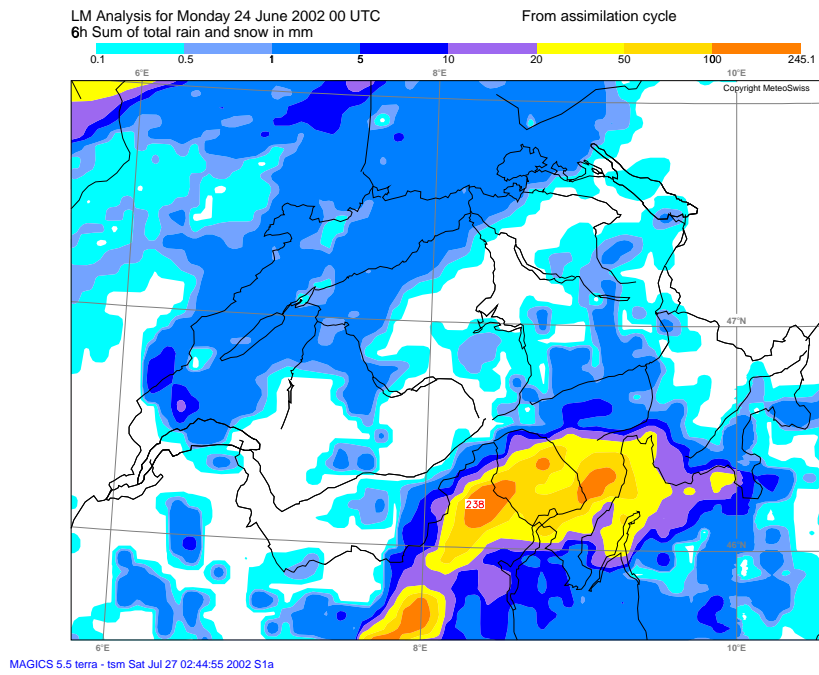 LM Analysis for Monday 24 June 2002 00 UTC From assimilation cycle
6h Sum of total rain and snow in mm
0.1 0.5 1 5 10 20 50 100 245.1
6°E 8°E 10°E
Copyright MeteoSwiss
47°N
238
46°N
6°E 8°E 10°E
MAGICS 5.5 terra - tsm Sat Jul 27 02:44:55 2002 S1a